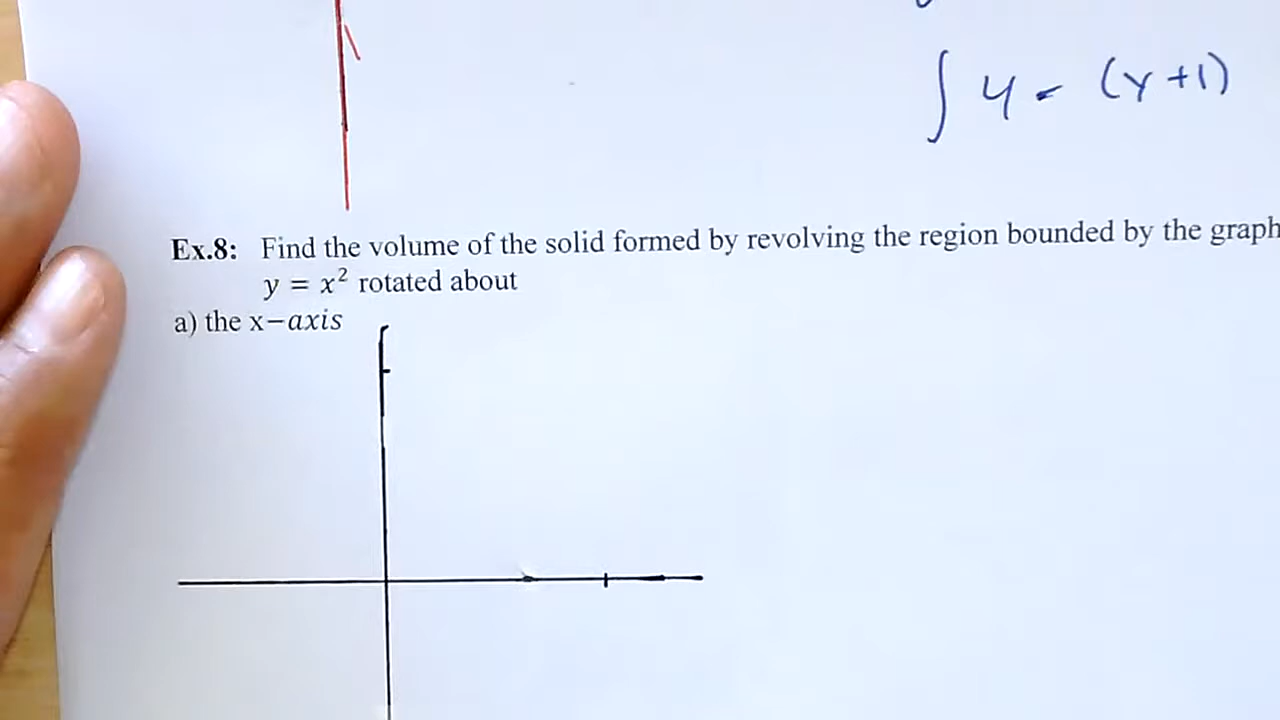 ∫ 4 - (y+1)
Ex.8: Find the volume of the solid formed by revolving the region bounded by the graph
y = x² rotated about
a) the x-axis